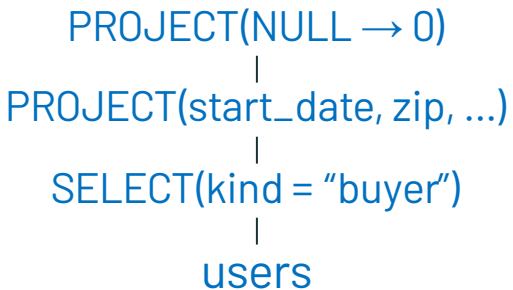 PROJECT(NULL → 0)
PROJECT(start_date, zip, ...)
SELECT(kind = “buyer”)
users